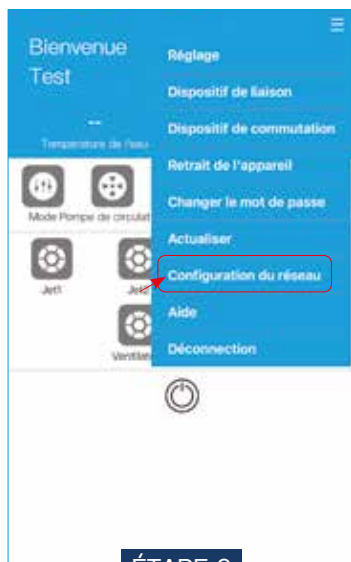 Bienvenue
Test
--
Température de l'eau
Mode
Pompe de circulat
Jet1
Jet2
Ventilat
Réglage
Dispositif de liaison
Dispositif de commutation
Retrait de l'appareil
Changer le mot de passe
Actualiser
Configuration du réseau
Aide
Déconnection